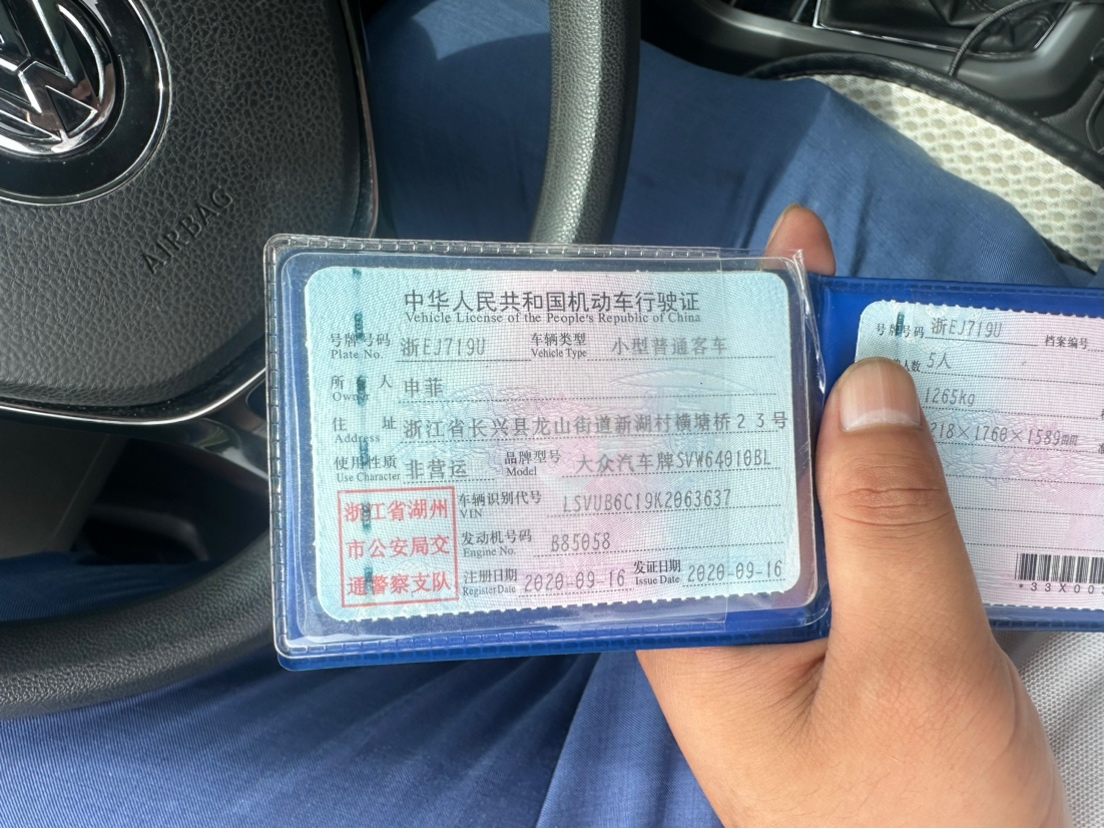 AIRBAG
中华人民共和国机动车行驶证
Vehicle License of the People's Republic of China
号牌号码 浙EJ719U 车辆类型 小型普通客车
Plate No. Vehicle Type
所有人 申菲
Owner
住址 浙江省长兴县龙山街道新湖村横塘桥23号
Address
使用性质 非营运 品牌型号 大众汽车牌SVW64010BL
Use Character Model
浙江省湖州
市公安局交
通警察支队
车辆识别代号 LSVUB6C19K2063637
VIN
发动机号码 B85058
Engine No.
注册日期 2020-09-16 发证日期 2020-09-16
Register Date Issue Date
号牌号码 浙EJ719U 档案编号
人数 5人
1265kg
218×1760×1589mm
*33X00